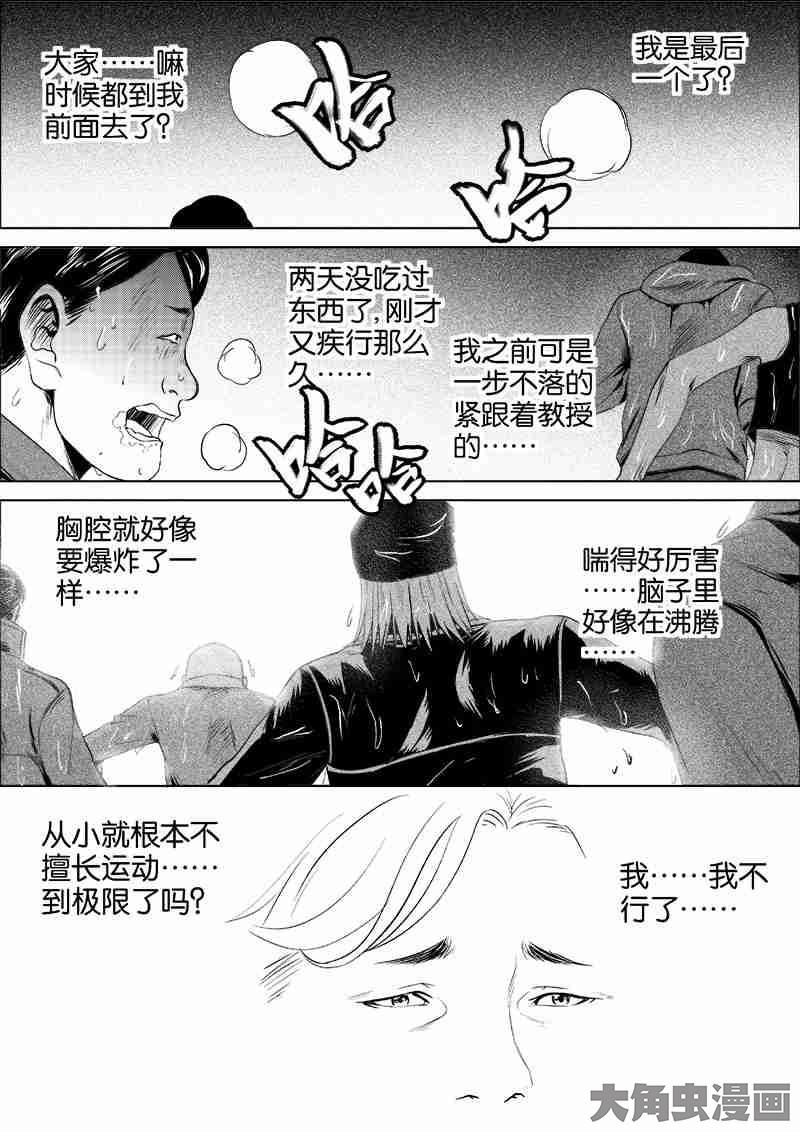 大家……嘛
时候都到我
前面去了？
哈
我是最后
一个了？
哈
两天没吃过
东西了，刚才
又疾行那么
久……
我之前可是
一步不落的
紧跟着教授
的……
哈哈
胸腔就好像
要爆炸了一
样……
喘得好厉害
……脑子里
好像在沸腾
……
从小就根本不
擅长运动……
到极限了吗？
我……我不
行了……
大角虫漫画